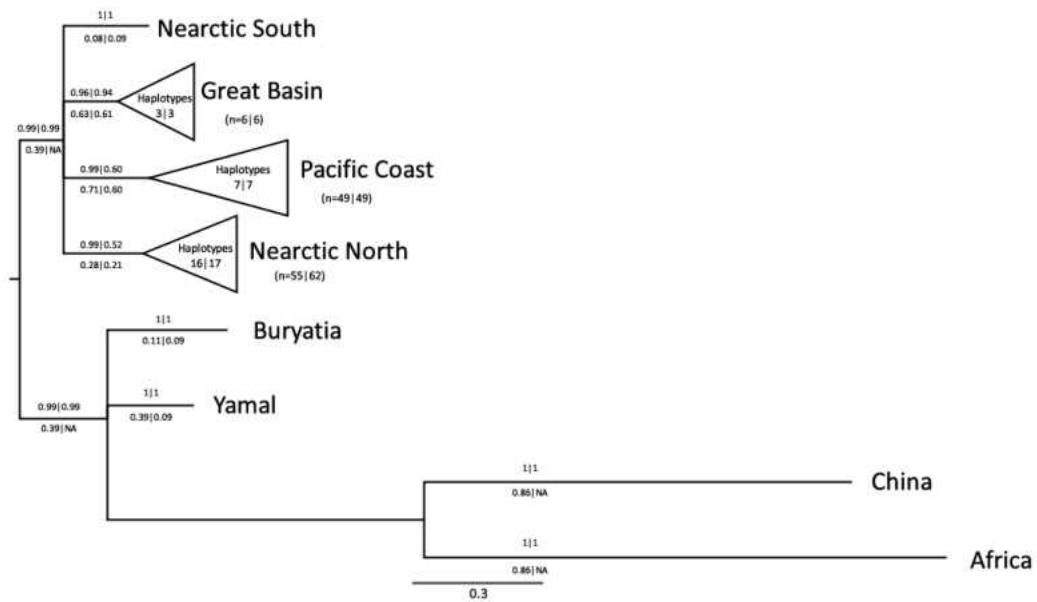 1|1
Nearctic South
0.08|0.09
0.96|0.94
Haplotypes
3|3
Great Basin
0.63|0.61
(n=6|6)
0.99|0.99
0.39|NA
0.99|0.60
Haplotypes
7|7
Pacific Coast
0.71|0.60
(n=49|49)
0.99|0.52
Haplotypes
16|17
Nearctic North
0.28|0.21
(n=55|62)
1|1
Buryatia
0.11|0.09
1|1
Yamal
0.39|0.09
0.99|0.99
0.39|NA
1|1
China
0.86|NA
1|1
Africa
0.86|NA
0.3